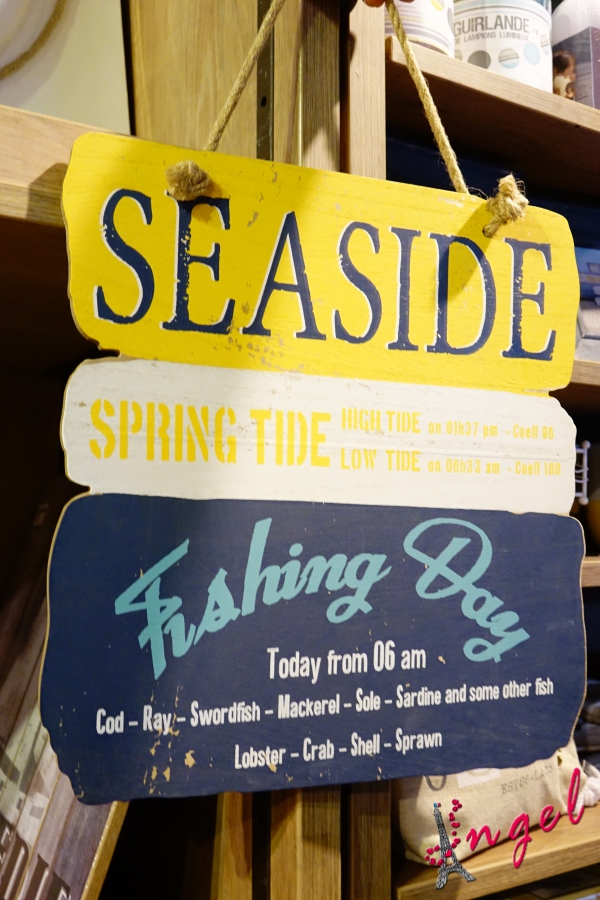 GUIRLANDE
DE LAMPIONS LUMINEUX
SEASIDE
SPRING TIDE
HIGH TIDE on 01h37 pm - Coeff 95
LOW TIDE on 06h33 am - Coeff 100
Fishing Day
Today from 06 am
Cod - Ray - Swordfish - Mackerel - Sole - Sardine and some other fish
Lobster - Crab - Shell - Sprawn
Angel